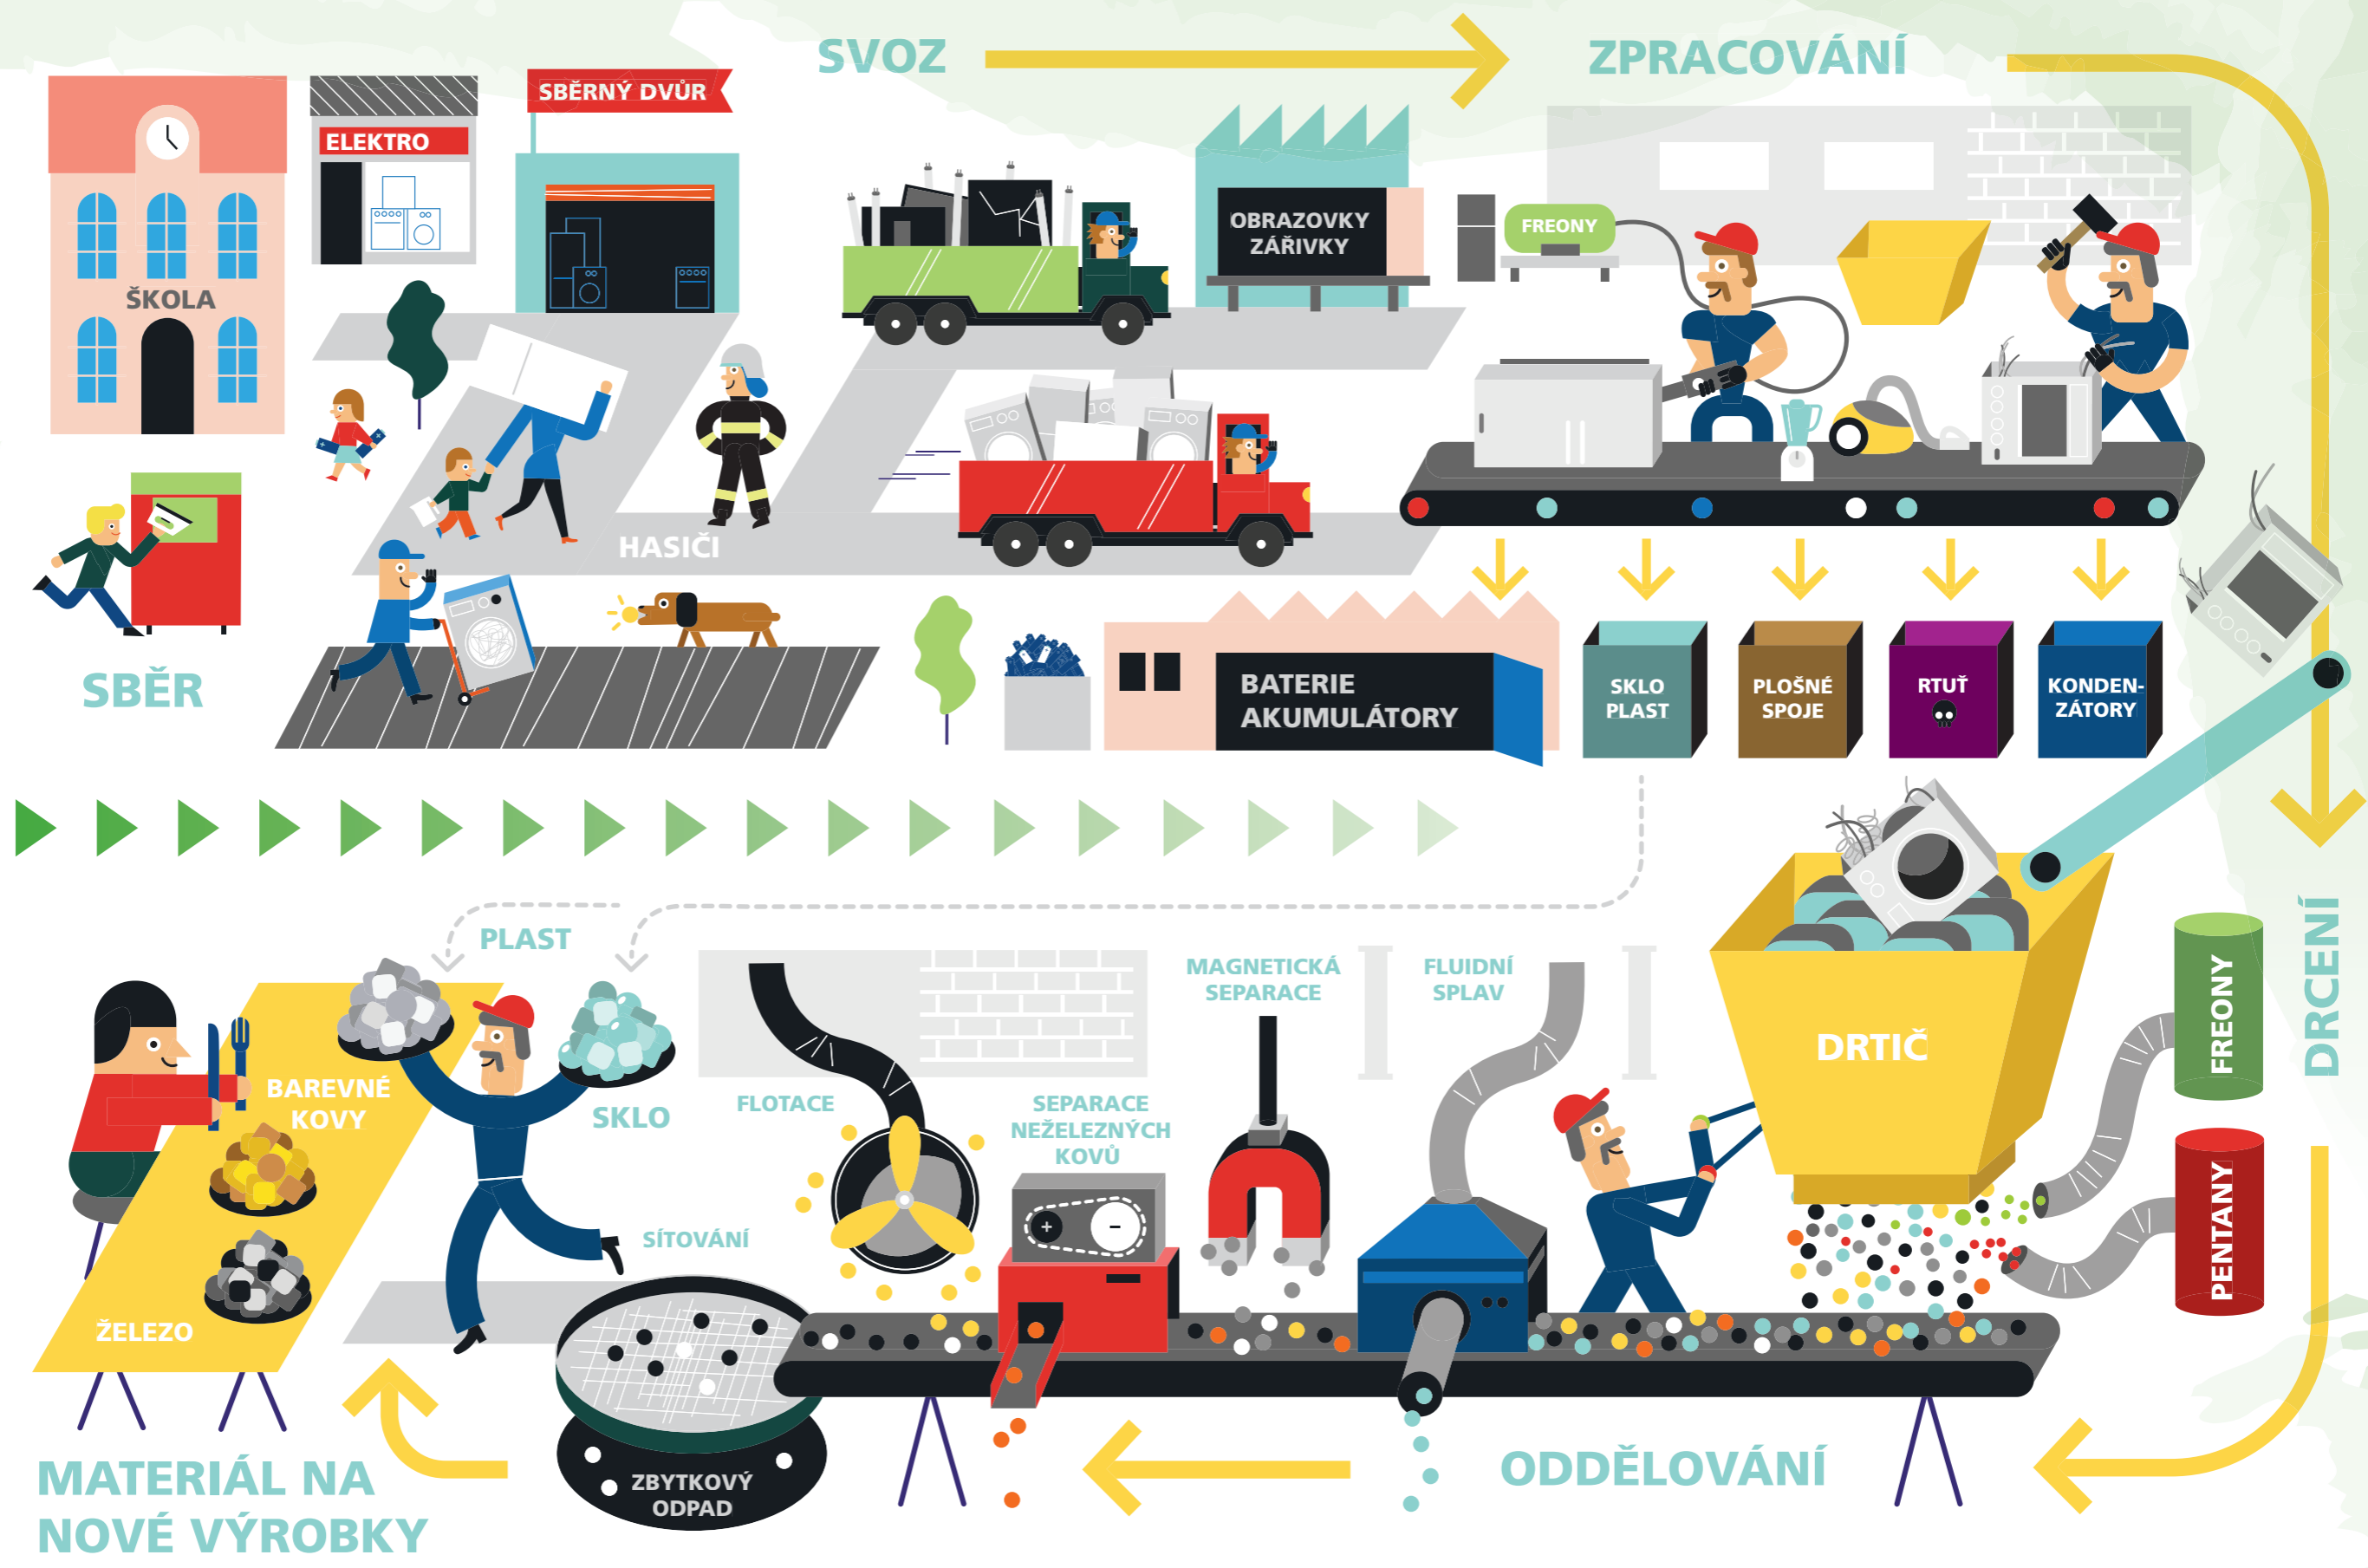 SVOZ
ZPRACOVÁNÍ
SBĚRNÝ DVŮR
ELEKTRO
ŠKOLA
OBRAZOVKY
ZÁŘIVKY
FREONY
HASIČI
SBĚR
BATERIE
AKUMULÁTORY
SKLO
PLAST
PLOŠNÉ
SPOJE
RTUŤ
KONDEN-
ZÁTORY
DRCENÍ
PLAST
BAREVNÉ
KOVY
SKLO
ŽELEZO
SÍTOVÁNÍ
FLOTACE
SEPARACE
NEŽELEZNÝCH
KOVŮ
MAGNETICKÁ
SEPARACE
FLUIDNÍ
SPLAV
DRTIČ
FREONY
PENTANY
+
–
ZBYTKOVÝ
ODPAD
ODDĚLOVÁNÍ
MATERIÁL NA
NOVÉ VÝROBKY